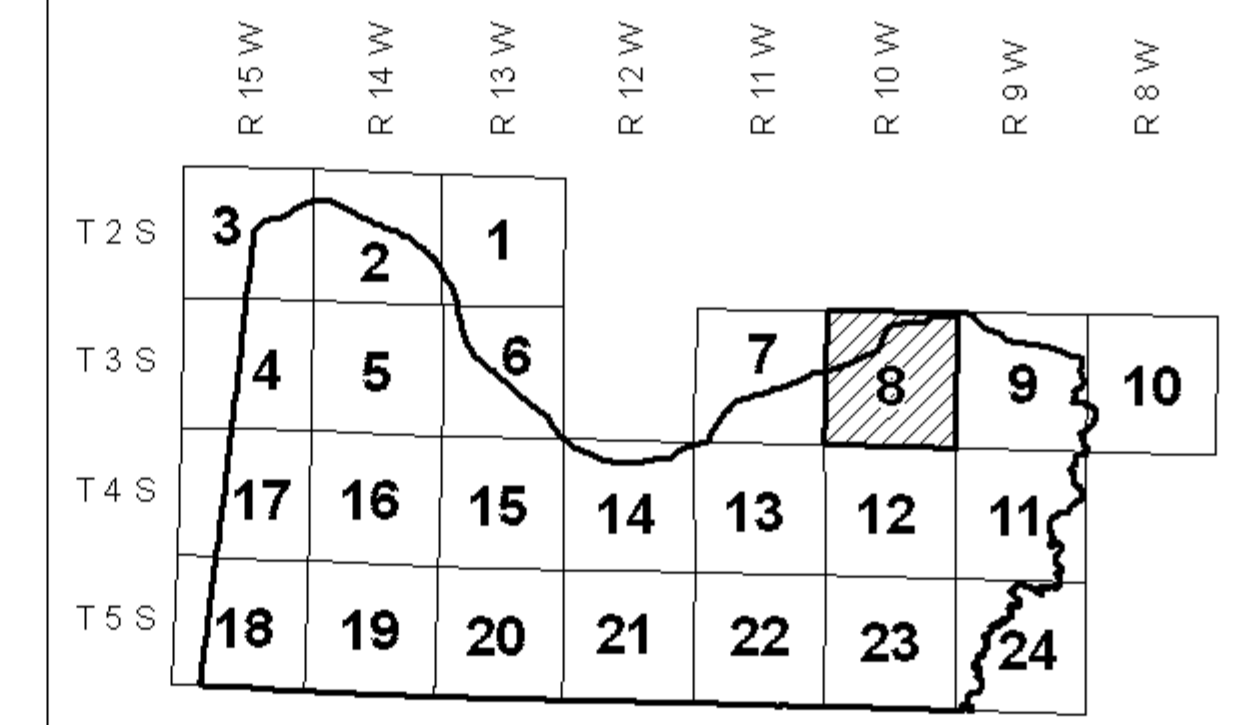 R 15 W R 14 W R 13 W R 12 W R 11 W R 10 W R 9 W R 8 W
T 2 S 3 2 1
T 3 S 4 5 6 7 8 9 10
T 4 S 17 16 15 14 13 12 11
T 5 S 18 19 20 21 22 23 24